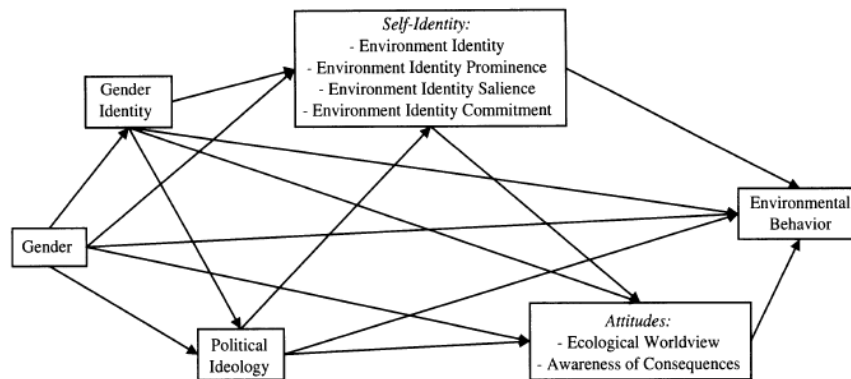 Self-Identity:
- Environment Identity
- Environment Identity Prominence
- Environment Identity Salience
- Environment Identity Commitment
Gender
Identity
Environmental
Behavior
Gender
Political
Ideology
Attitudes:
- Ecological Worldview
- Awareness of Consequences